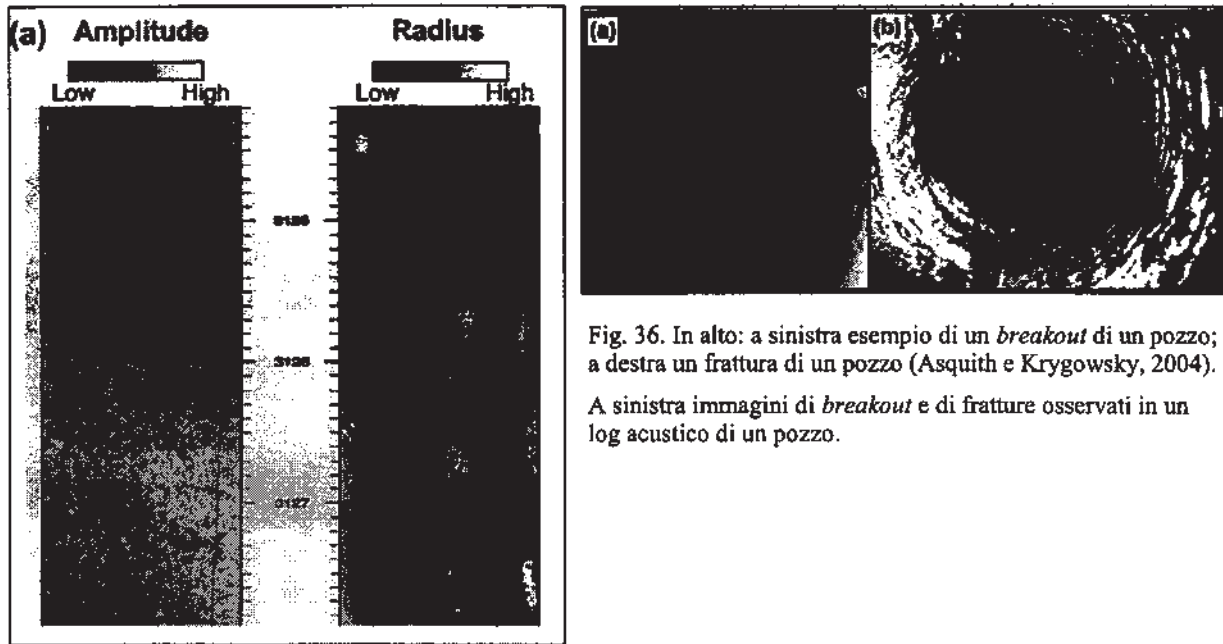 (a) Amplitude Radius
Low High Low High
3126
3127
(a) (b)
Fig. 36. In alto: a sinistra esempio di un breakout di un pozzo;
a destra un frattura di un pozzo (Asquith e Krygowsky, 2004).
A sinistra immagini di breakout e di fratture osservati in un
log acustico di un pozzo.